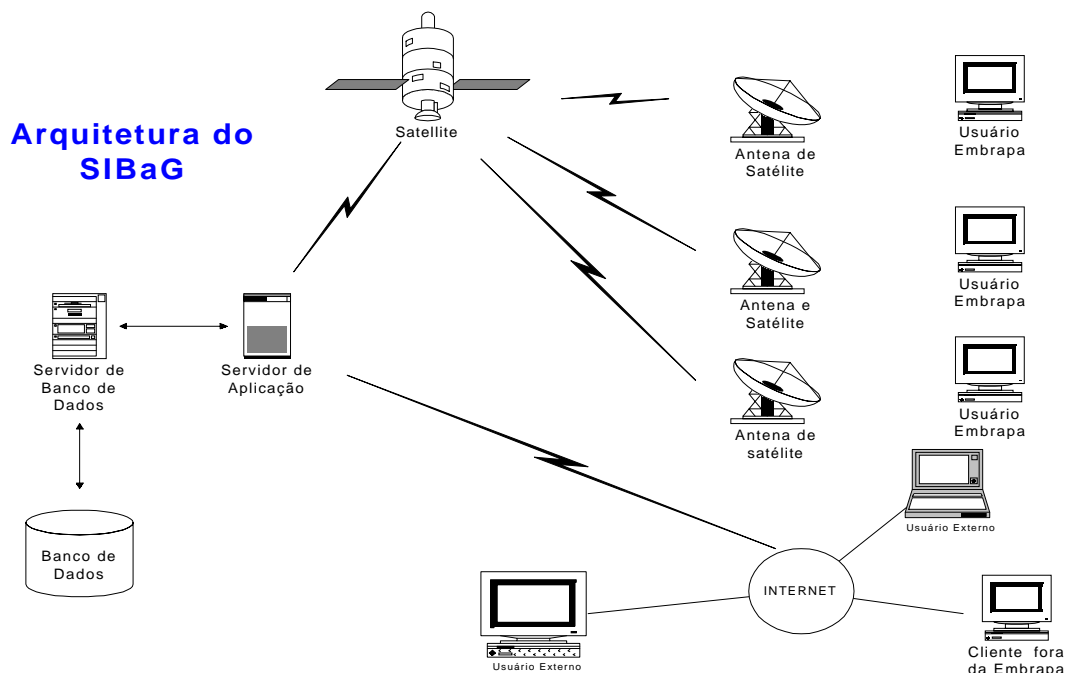 Arquitetura do
SIBaG
Satellite
Antena de
Satélite
Usuário
Embrapa
Antena e
Satélite
Usuário
Embrapa
Servidor de
Banco de
Dados
Servidor de
Aplicação
Antena de
satélite
Usuário
Embrapa
Usuário Externo
Banco de
Dados
INTERNET
Usuário Externo
Cliente fora
da Embrapa